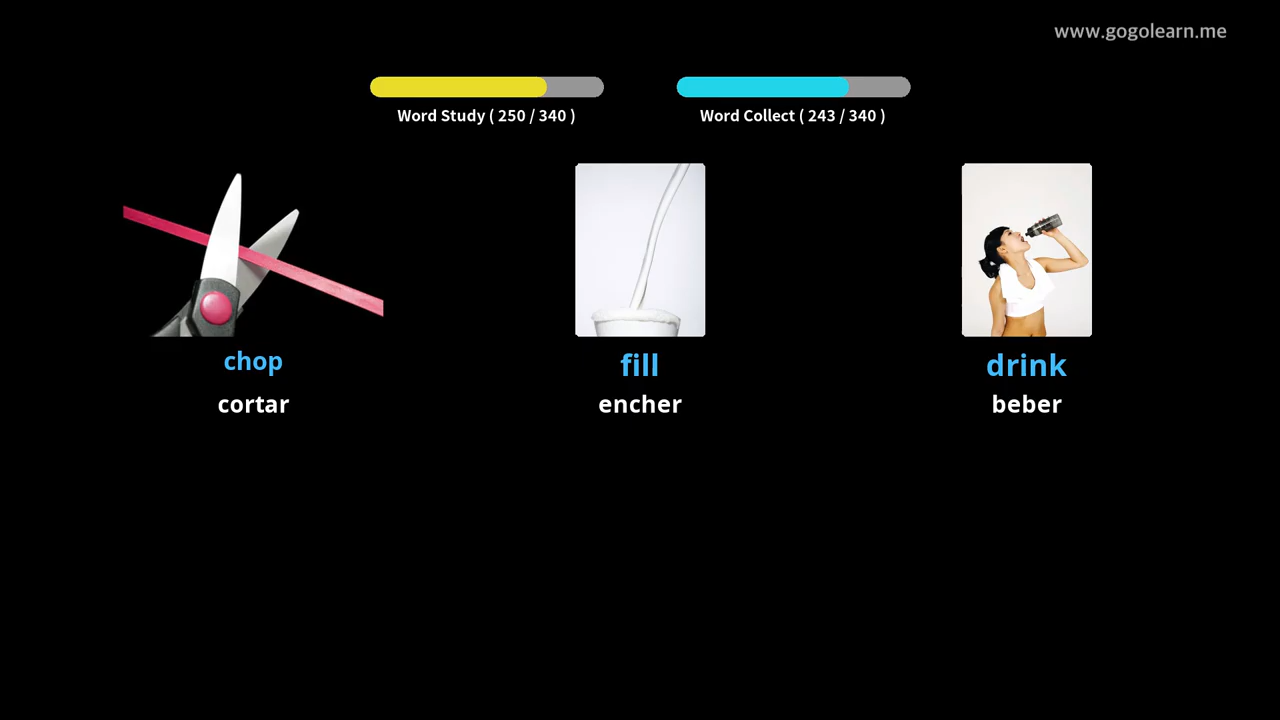 www.gogolearn.me
Word Study ( 250 / 340 )
Word Collect ( 243 / 340 )
chop
fill
drink
cortar
encher
beber